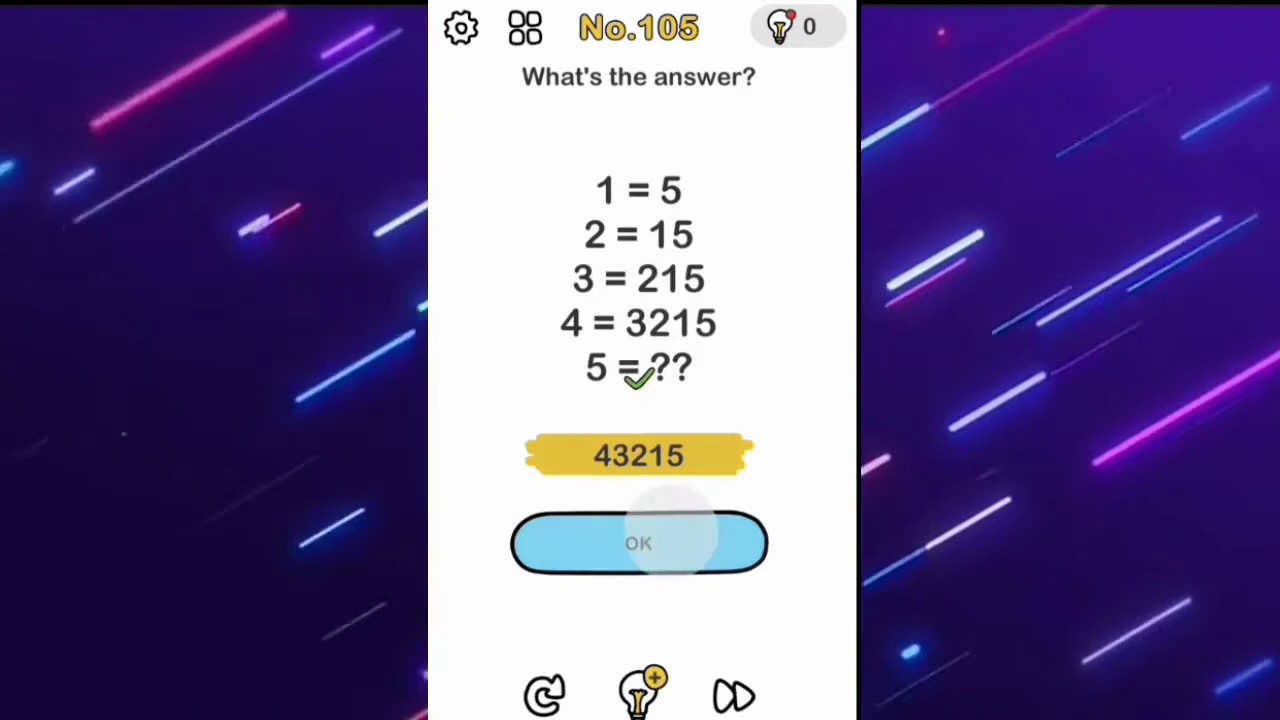 No.105
0
What's the answer?
1 = 5
2 = 15
3 = 215
4 = 3215
5 = ??
43215
OK